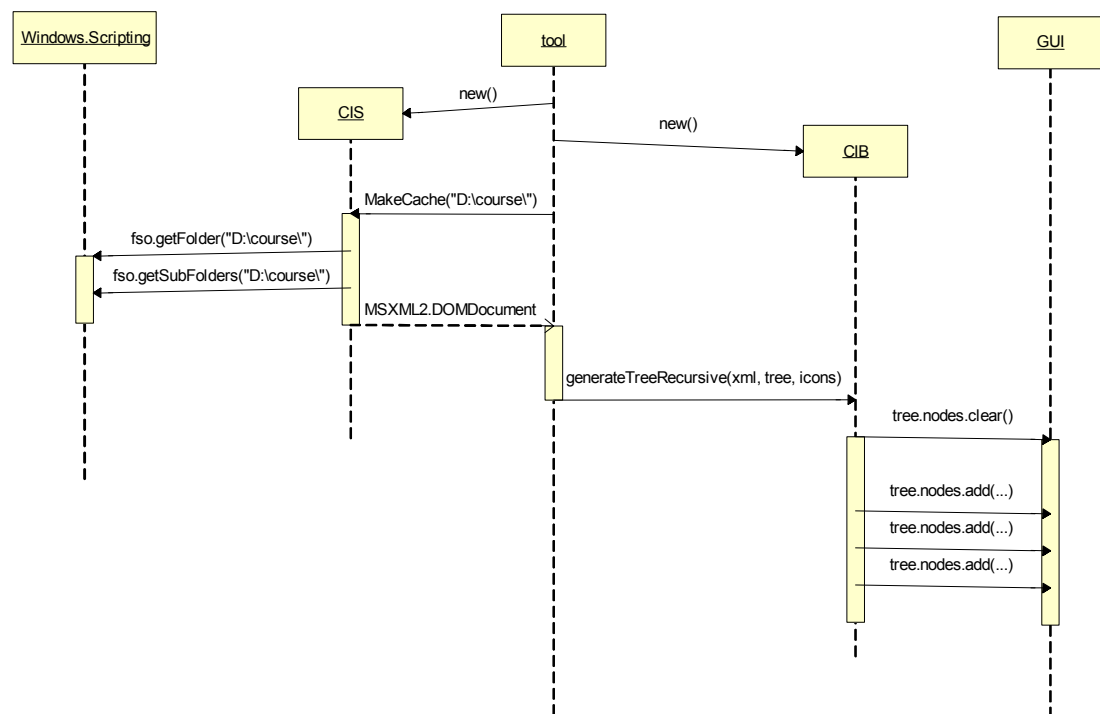 Windows.Scripting
tool
GUI
new()
CIS
new()
CIB
MakeCache("D:\course\")
fso.getFolder("D:\course\")
fso.getSubFolders("D:\course\")
MSXML2.DOMDocument
generateTreeRecursive(xml, tree, icons)
tree.nodes.clear()
tree.nodes.add(...)
tree.nodes.add(...)
tree.nodes.add(...)